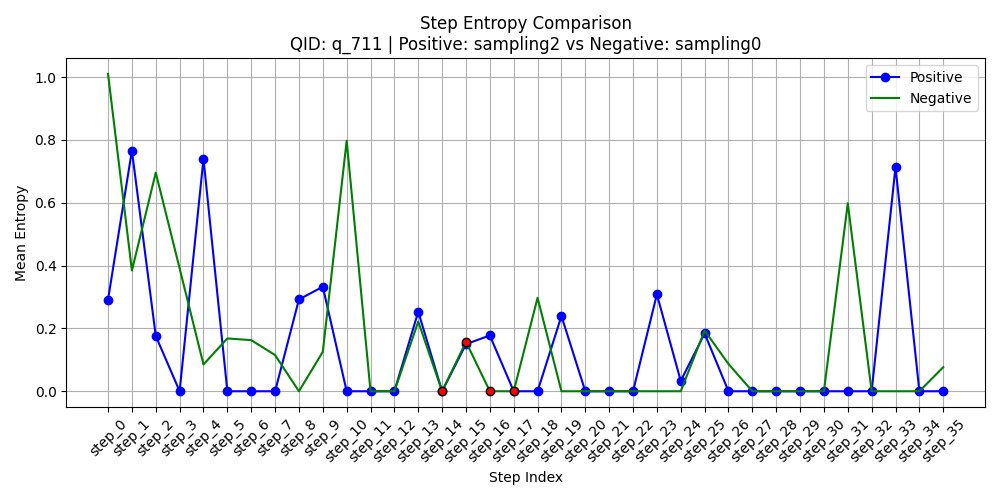 Step Entropy Comparison
QID: q_711 | Positive: sampling2 vs Negative: sampling0
Positive
Negative
1.0
0.8
0.6
0.4
0.2
0.0
Mean Entropy
step_0
step_1
step_2
step_3
step_4
step_5
step_6
step_7
step_8
step_9
step_10
step_11
step_12
step_13
step_14
step_15
step_16
step_17
step_18
step_19
step_20
step_21
step_22
step_23
step_24
step_25
step_26
step_27
step_28
step_29
step_30
step_31
step_32
step_33
step_34
step_35
Step Index